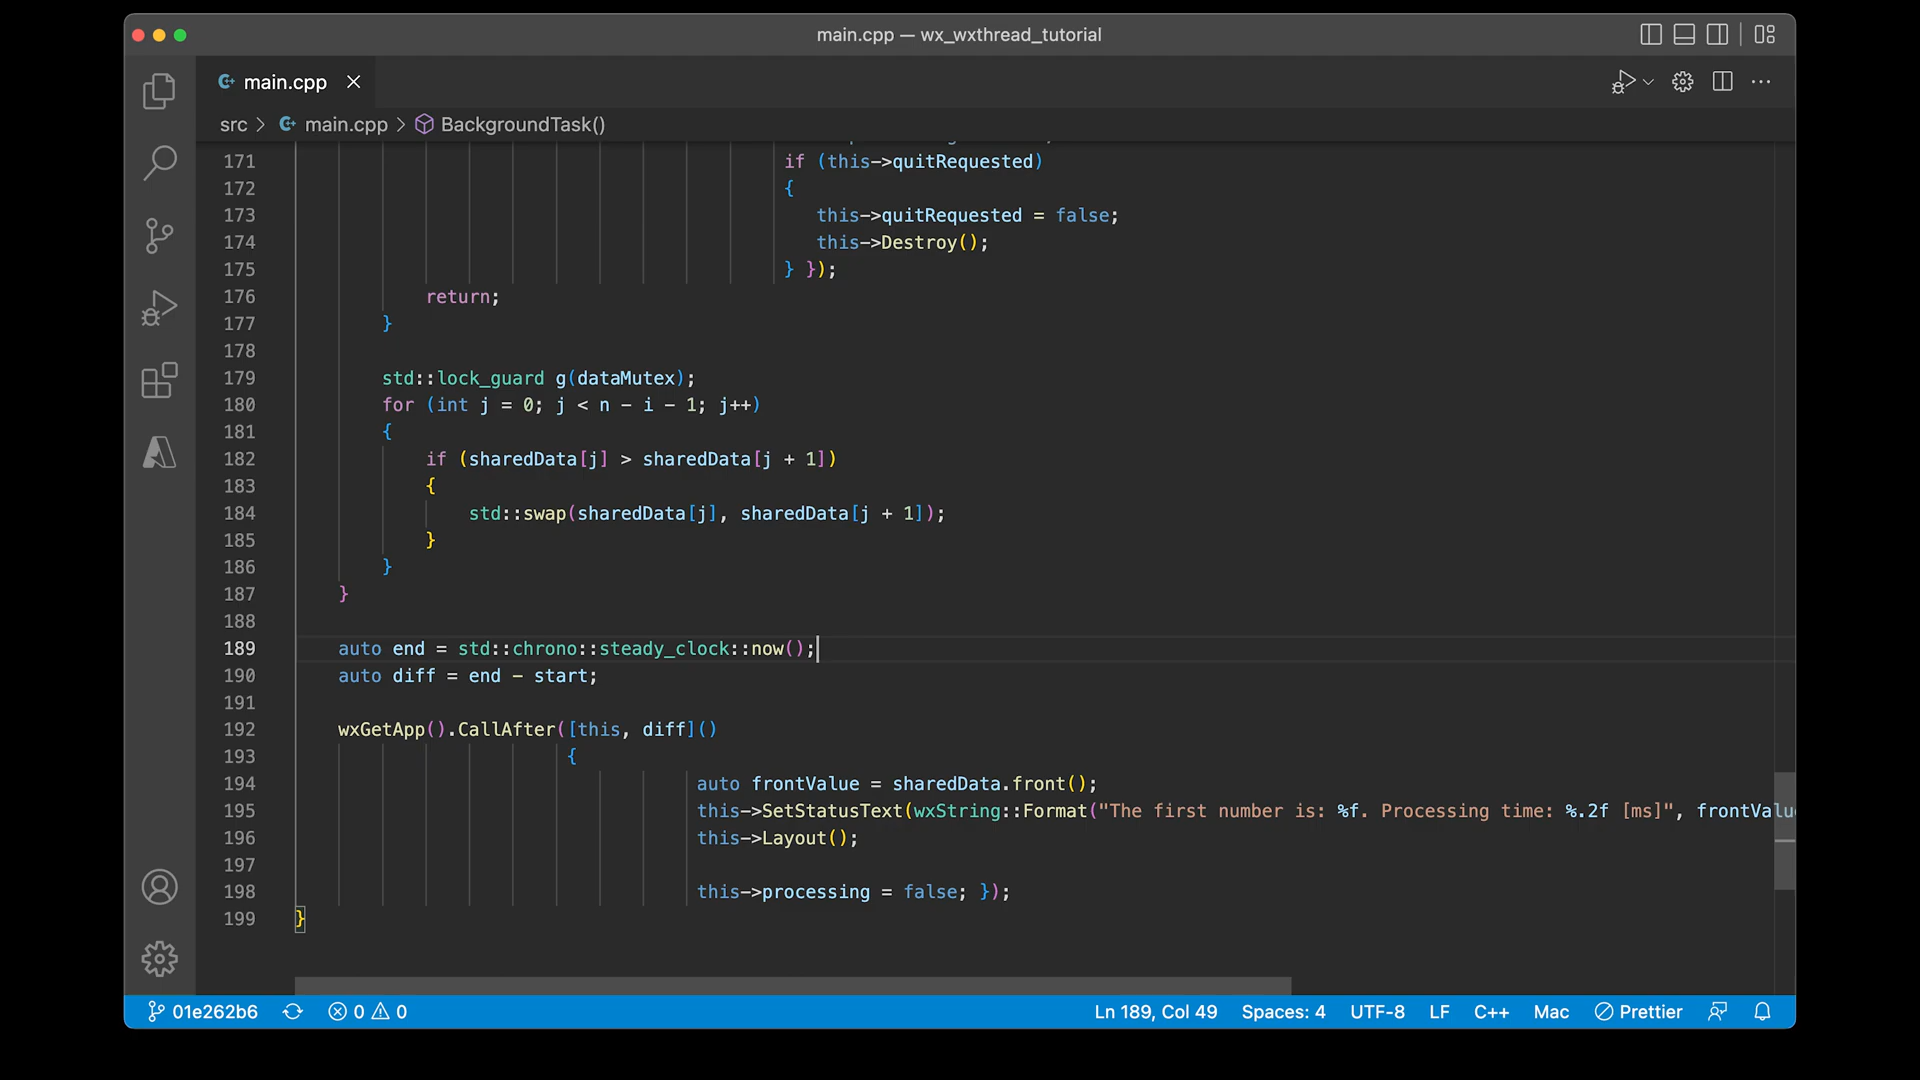 main.cpp — wx_wxthread_tutorial
main.cpp
src > main.cpp > BackgroundTask()
171 if (this->quitRequested)
172 {
173 this->quitRequested = false;
174 this->Destroy();
175 } });
176 return;
177 }
178
179 std::lock_guard g(dataMutex);
180 for (int j = 0; j < n - i - 1; j++)
181 {
182 if (sharedData[j] > sharedData[j + 1])
183 {
184 std::swap(sharedData[j], sharedData[j + 1]);
185 }
186 }
187 }
188
189 auto end = std::chrono::steady_clock::now();
190 auto diff = end - start;
191
192 wxGetApp().CallAfter([this, diff]()
193 {
194 auto frontValue = sharedData.front();
195 this->SetStatusText(wxString::Format("The first number is: %f. Processing time: %.2f [ms]", frontValu
196 this->Layout();
197
198 this->processing = false; });
199 }
01e262b6 0 0 Ln 189, Col 49 Spaces: 4 UTF-8 LF C++ Mac Prettier